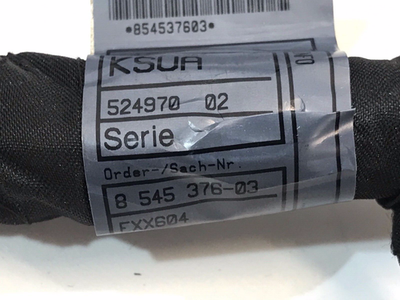 *854537603*
KSUA
524970 02
Serie
Order-/Sach-Nr.
8 545 376-03
FXX604